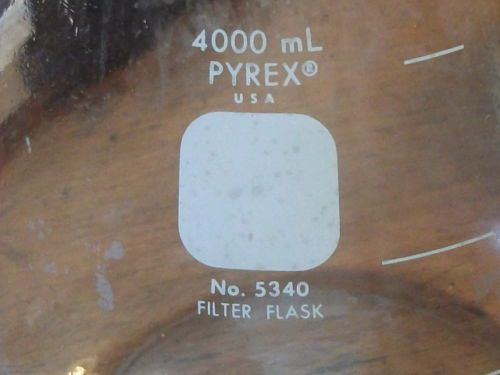 4000 mL
PYREX®
USA
No. 5340
FILTER FLASK